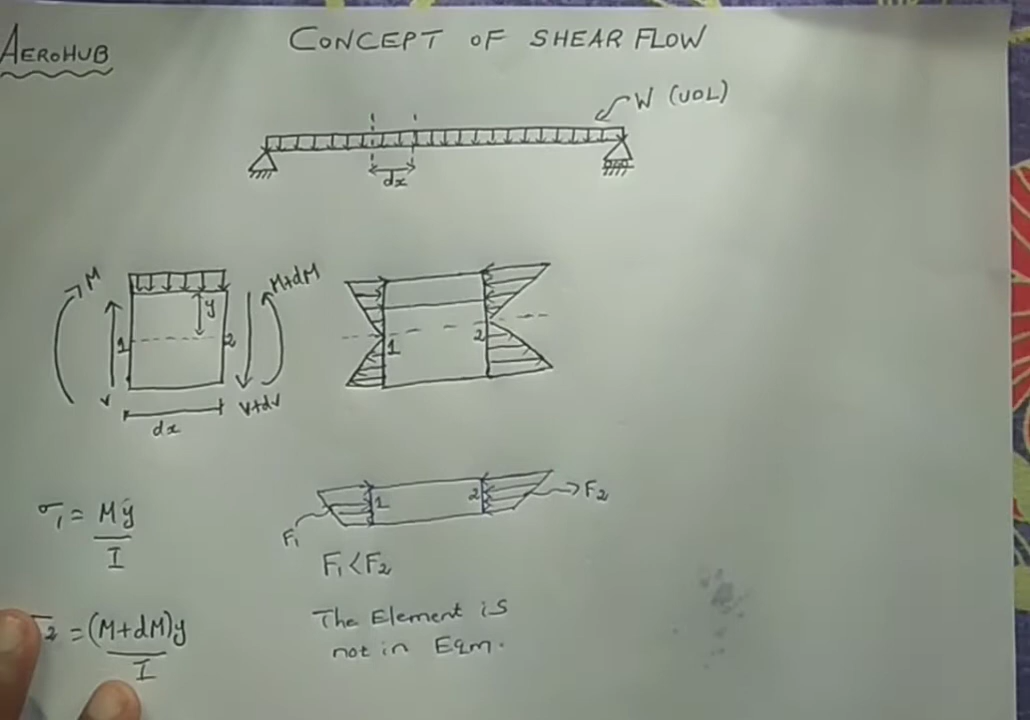 AEROHUB
CONCEPT OF SHEAR FLOW
W (UDL)
dx
M
M+dM
y
1
2
V
V+dV
dx
1
2
σ₁ = My
I
1
2
F₁
F₂
F₁ < F₂
σ₂ = (M+dM)y
I
The Element is
not in Eqm.